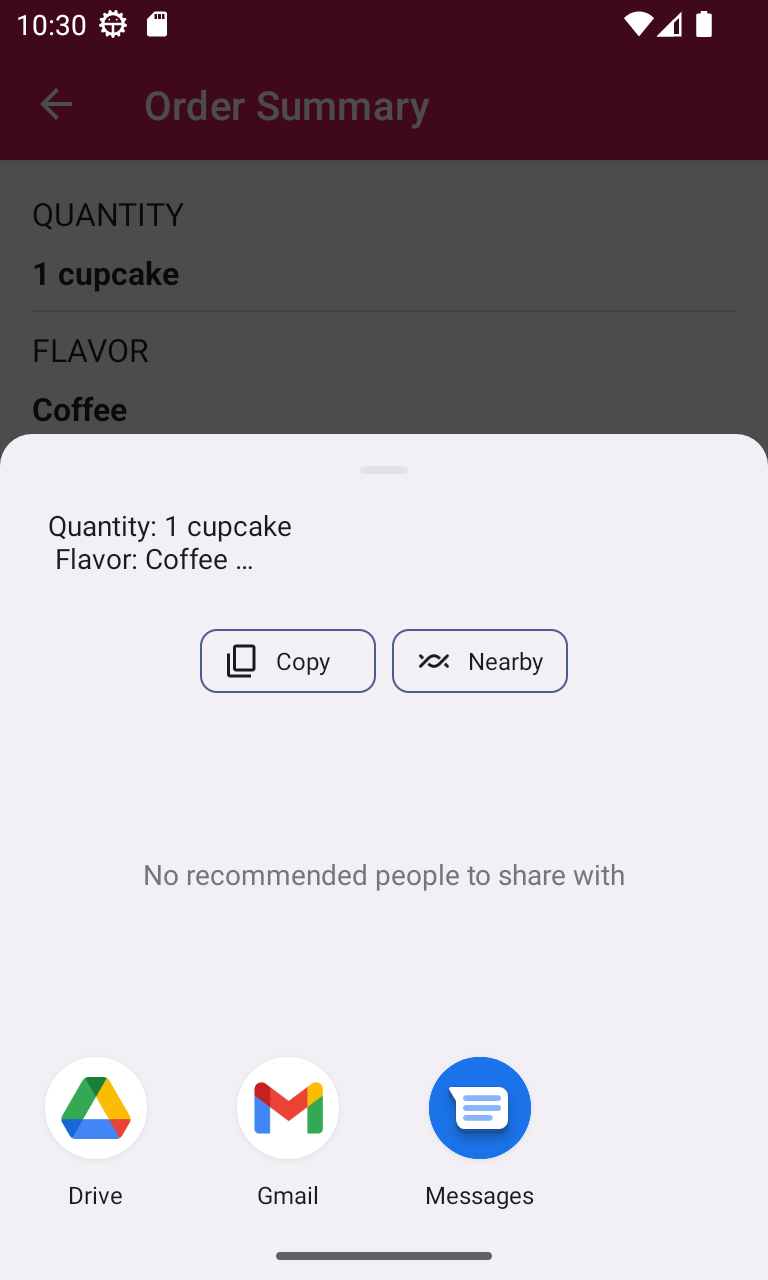 10:30
Order Summary
QUANTITY
1 cupcake
FLAVOR
Coffee
Quantity: 1 cupcake
Flavor: Coffee …
Copy
Nearby
No recommended people to share with
Drive
Gmail
Messages